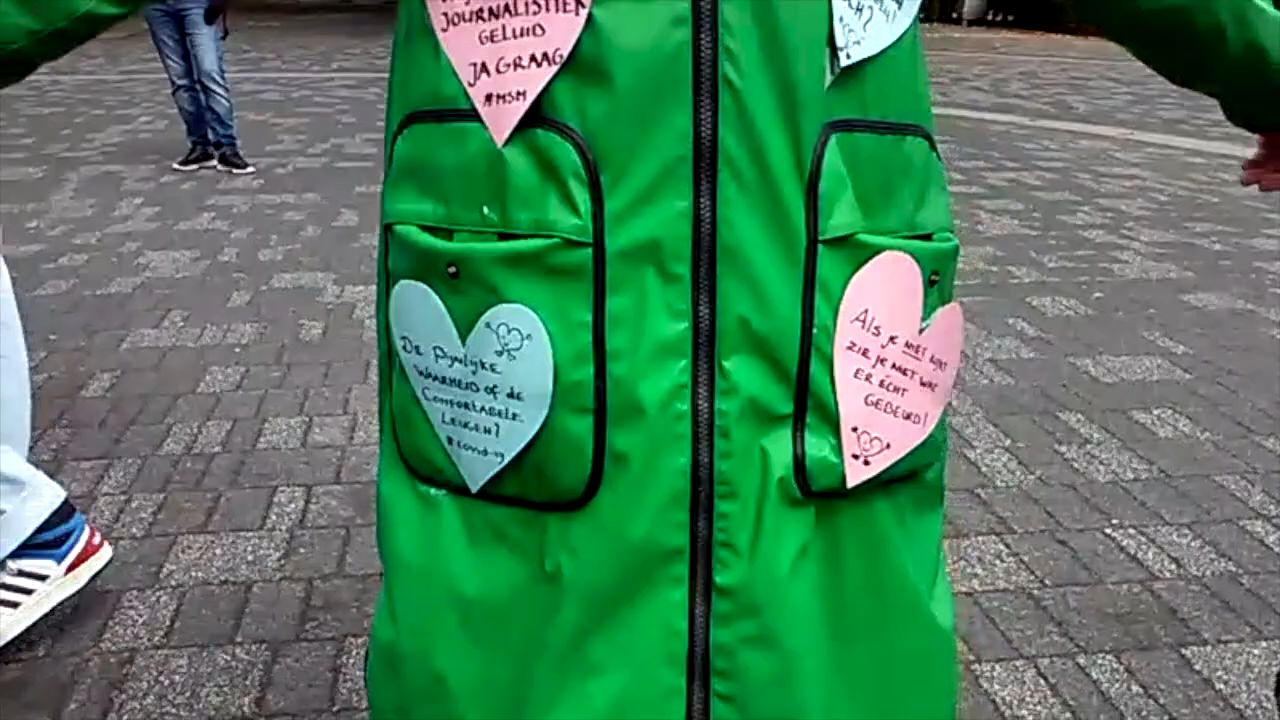 JOURNALISTIEK
GELUID
JA GRAAG
#MSM
DE PIJNLIJKE
WAARHEID OF DE
COMFORTABELE
LEUGEN?
#COVID-19
Als je NIET KIJKT
ZIE JE NIET WAT
ER ECHT
GEBEURD!